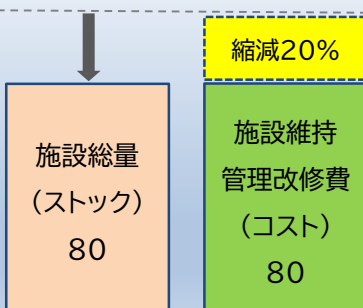 縮減20%
施設総量
（ストック）
80
施設維持
管理改修費
（コスト）
80